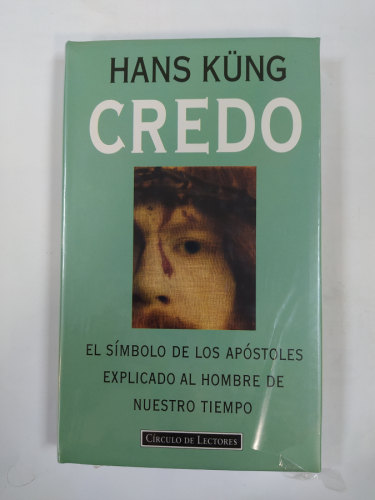 HANS KÜNG
CREDO
EL SÍMBOLO DE LOS APÓSTOLES
EXPLICADO AL HOMBRE DE
NUESTRO TIEMPO
CÍRCULO DE LECTORES